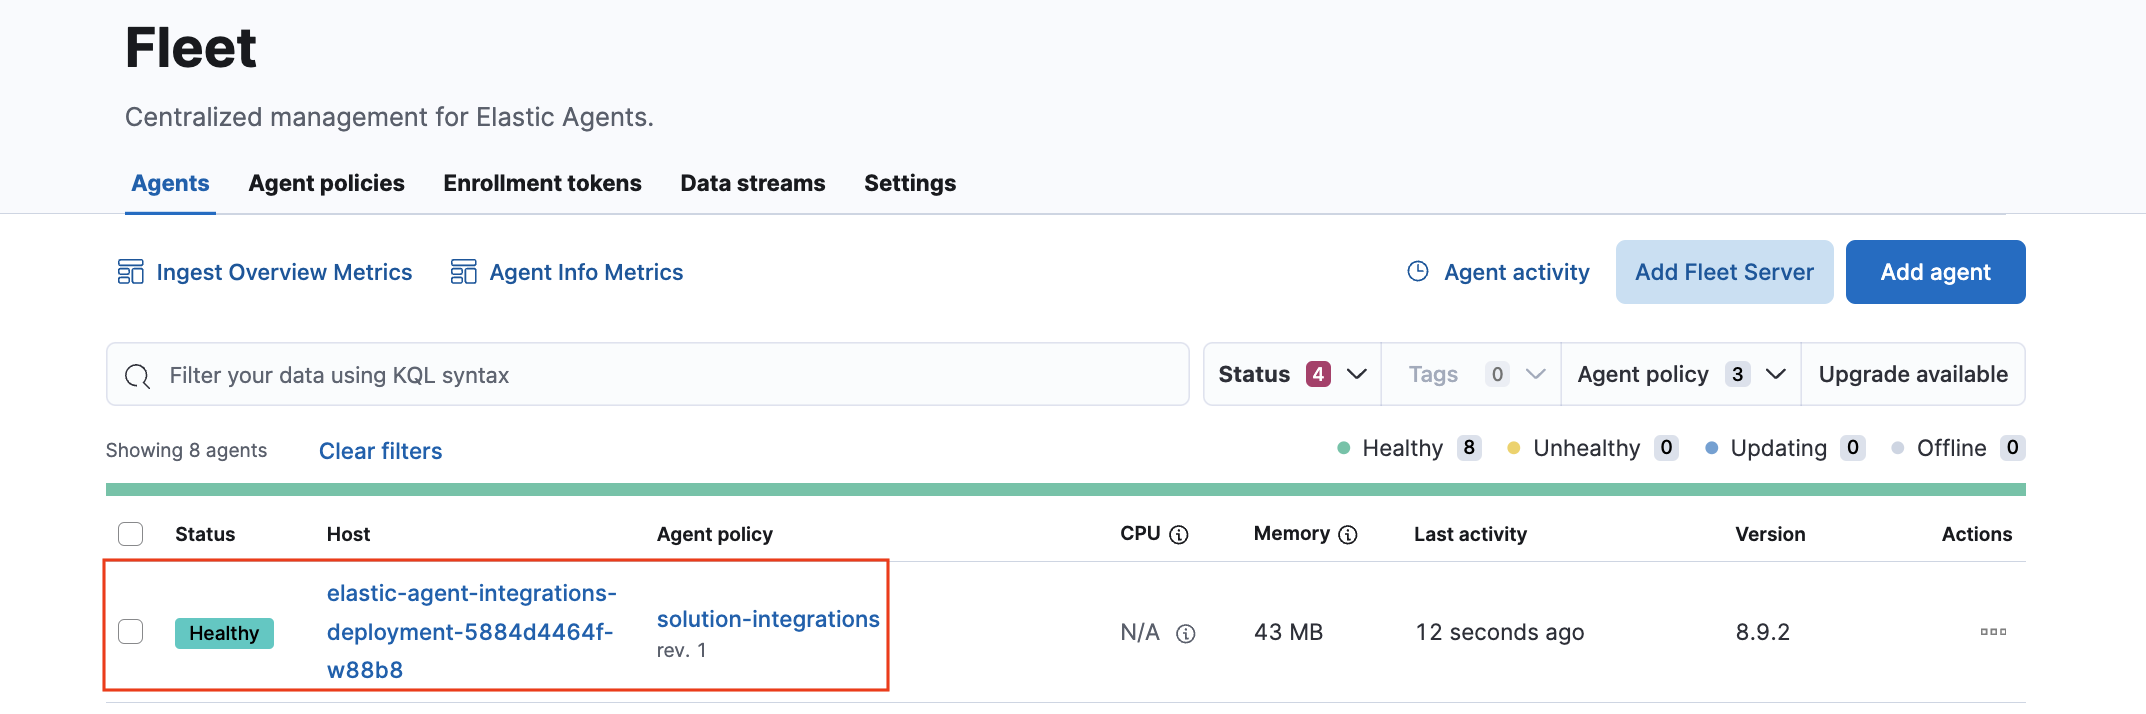 Fleet
Centralized management for Elastic Agents.
Agents Agent policies Enrollment tokens Data streams Settings
Ingest Overview Metrics Agent Info Metrics Agent activity Add Fleet Server Add agent
Filter your data using KQL syntax Status 4 Tags 0 Agent policy 3 Upgrade available
Showing 8 agents Clear filters Healthy 8 Unhealthy 0 Updating 0 Offline 0
Status Host Agent policy CPU Memory Last activity Version Actions
Healthy elastic-agent-integrations-
deployment-5884d4464f-
w88b8
solution-integrations
rev. 1
N/A 43 MB 12 seconds ago 8.9.2